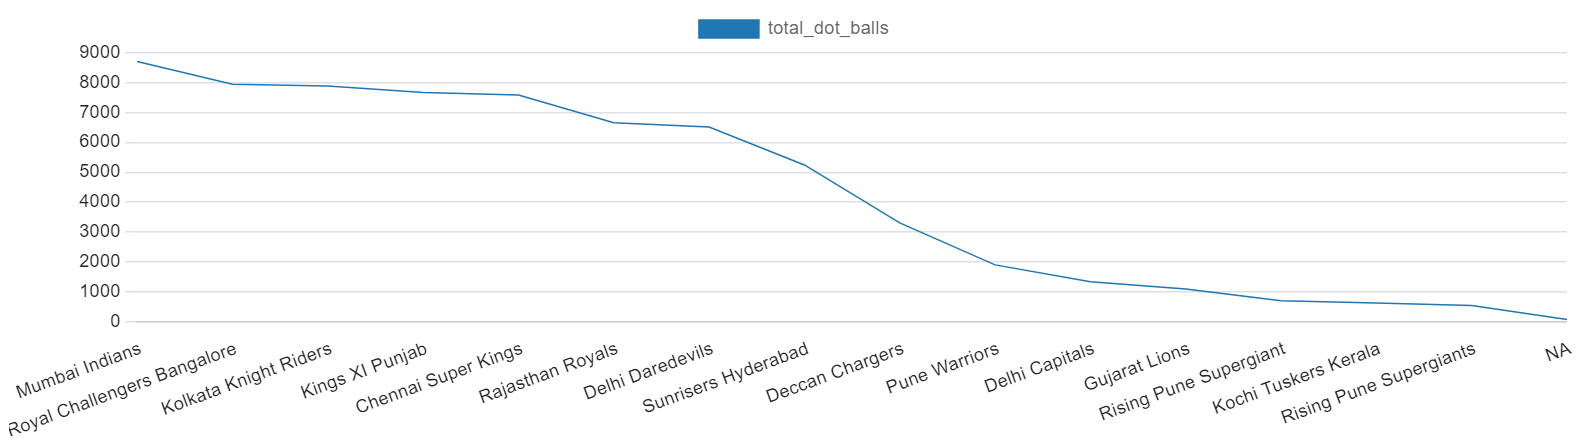 total_dot_balls
9000
8000
7000
6000
5000
4000
3000
2000
1000
0
Mumbai Indians
Royal Challengers Bangalore
Kolkata Knight Riders
Kings XI Punjab
Chennai Super Kings
Rajasthan Royals
Delhi Daredevils
Sunrisers Hyderabad
Deccan Chargers
Pune Warriors
Delhi Capitals
Gujarat Lions
Rising Pune Supergiant
Kochi Tuskers Kerala
Rising Pune Supergiants
NA